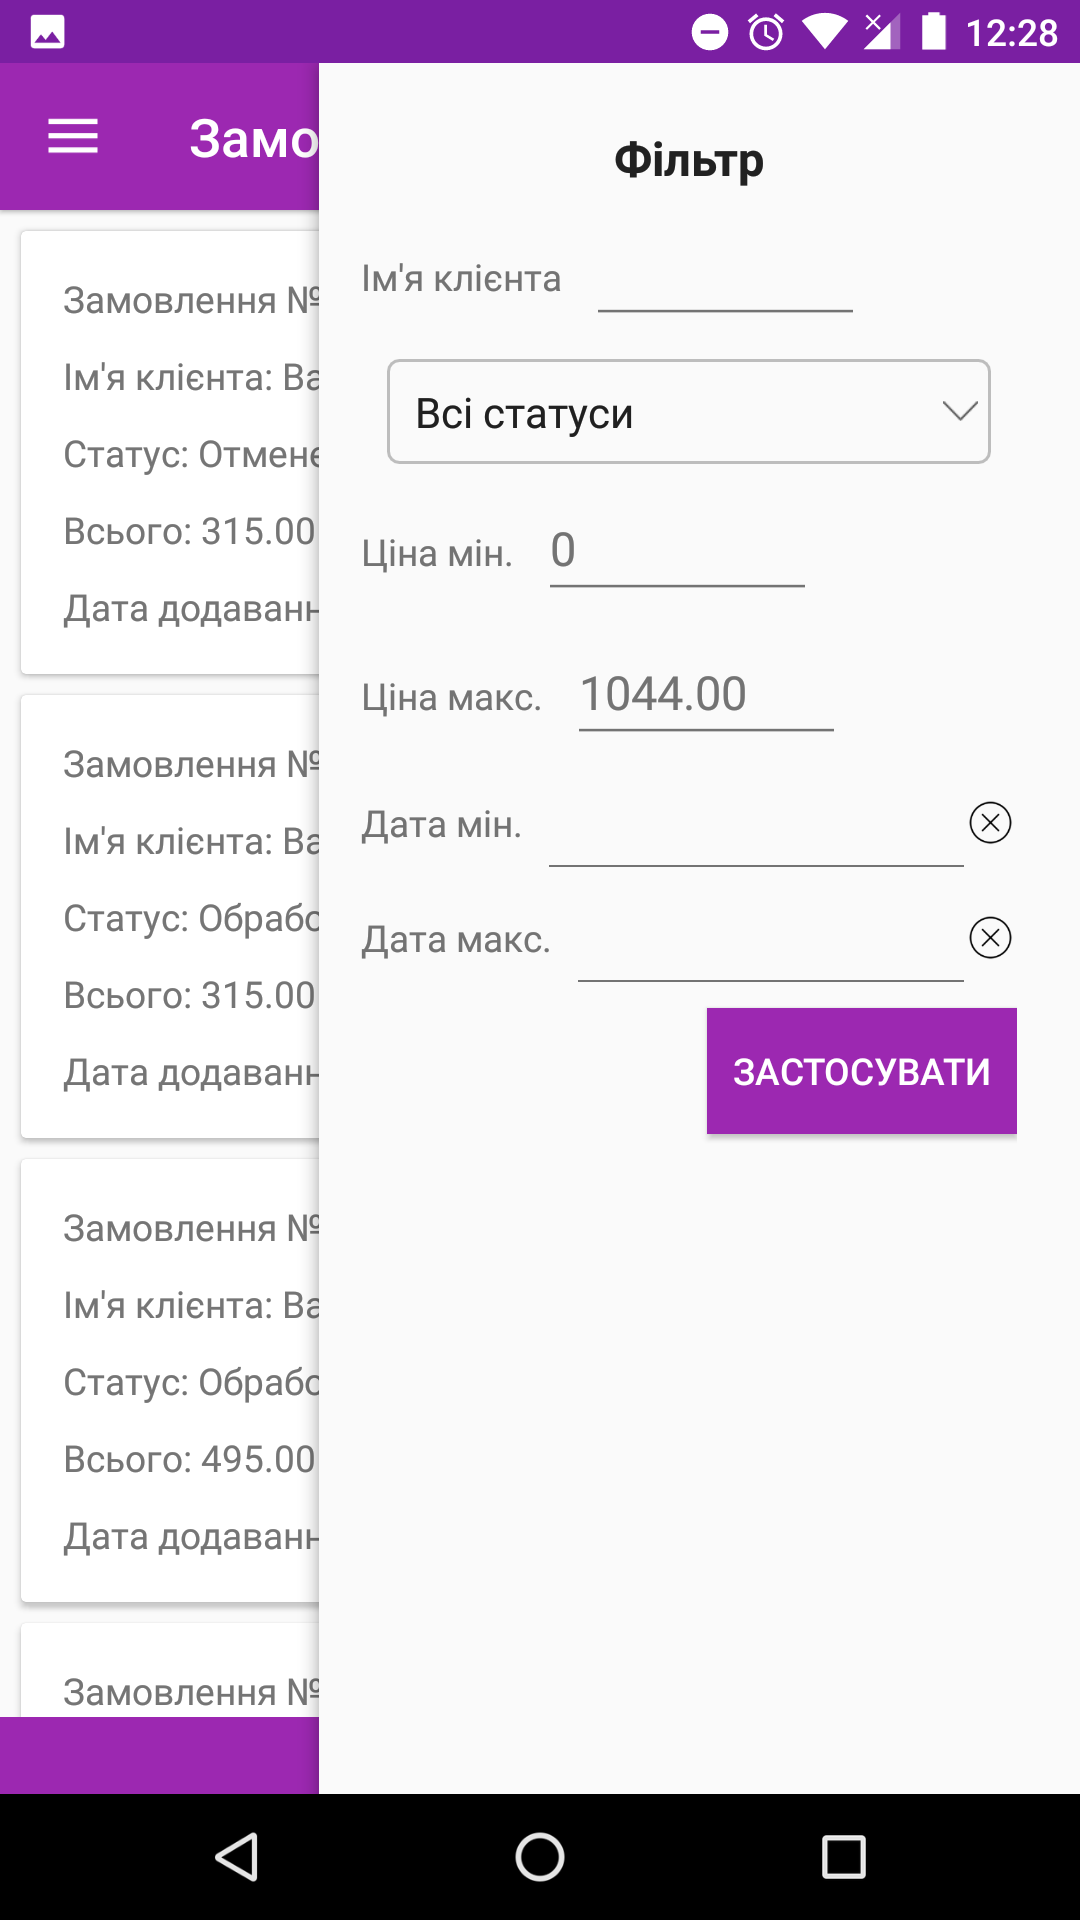 12:28
Замо
Замовлення №
Ім'я клієнта: Ва
Статус: Отмене
Всього: 315.00
Дата додаванн
Замовлення №
Ім'я клієнта: Ва
Статус: Обрабо
Всього: 315.00
Дата додаванн
Замовлення №
Ім'я клієнта: Ва
Статус: Обрабо
Всього: 495.00
Дата додаванн
Замовлення №
Фільтр
Ім'я клієнта
Всі статуси
Ціна мін. 0
Ціна макс. 1044.00
Дата мін.
Дата макс.
ЗАСТОСУВАТИ